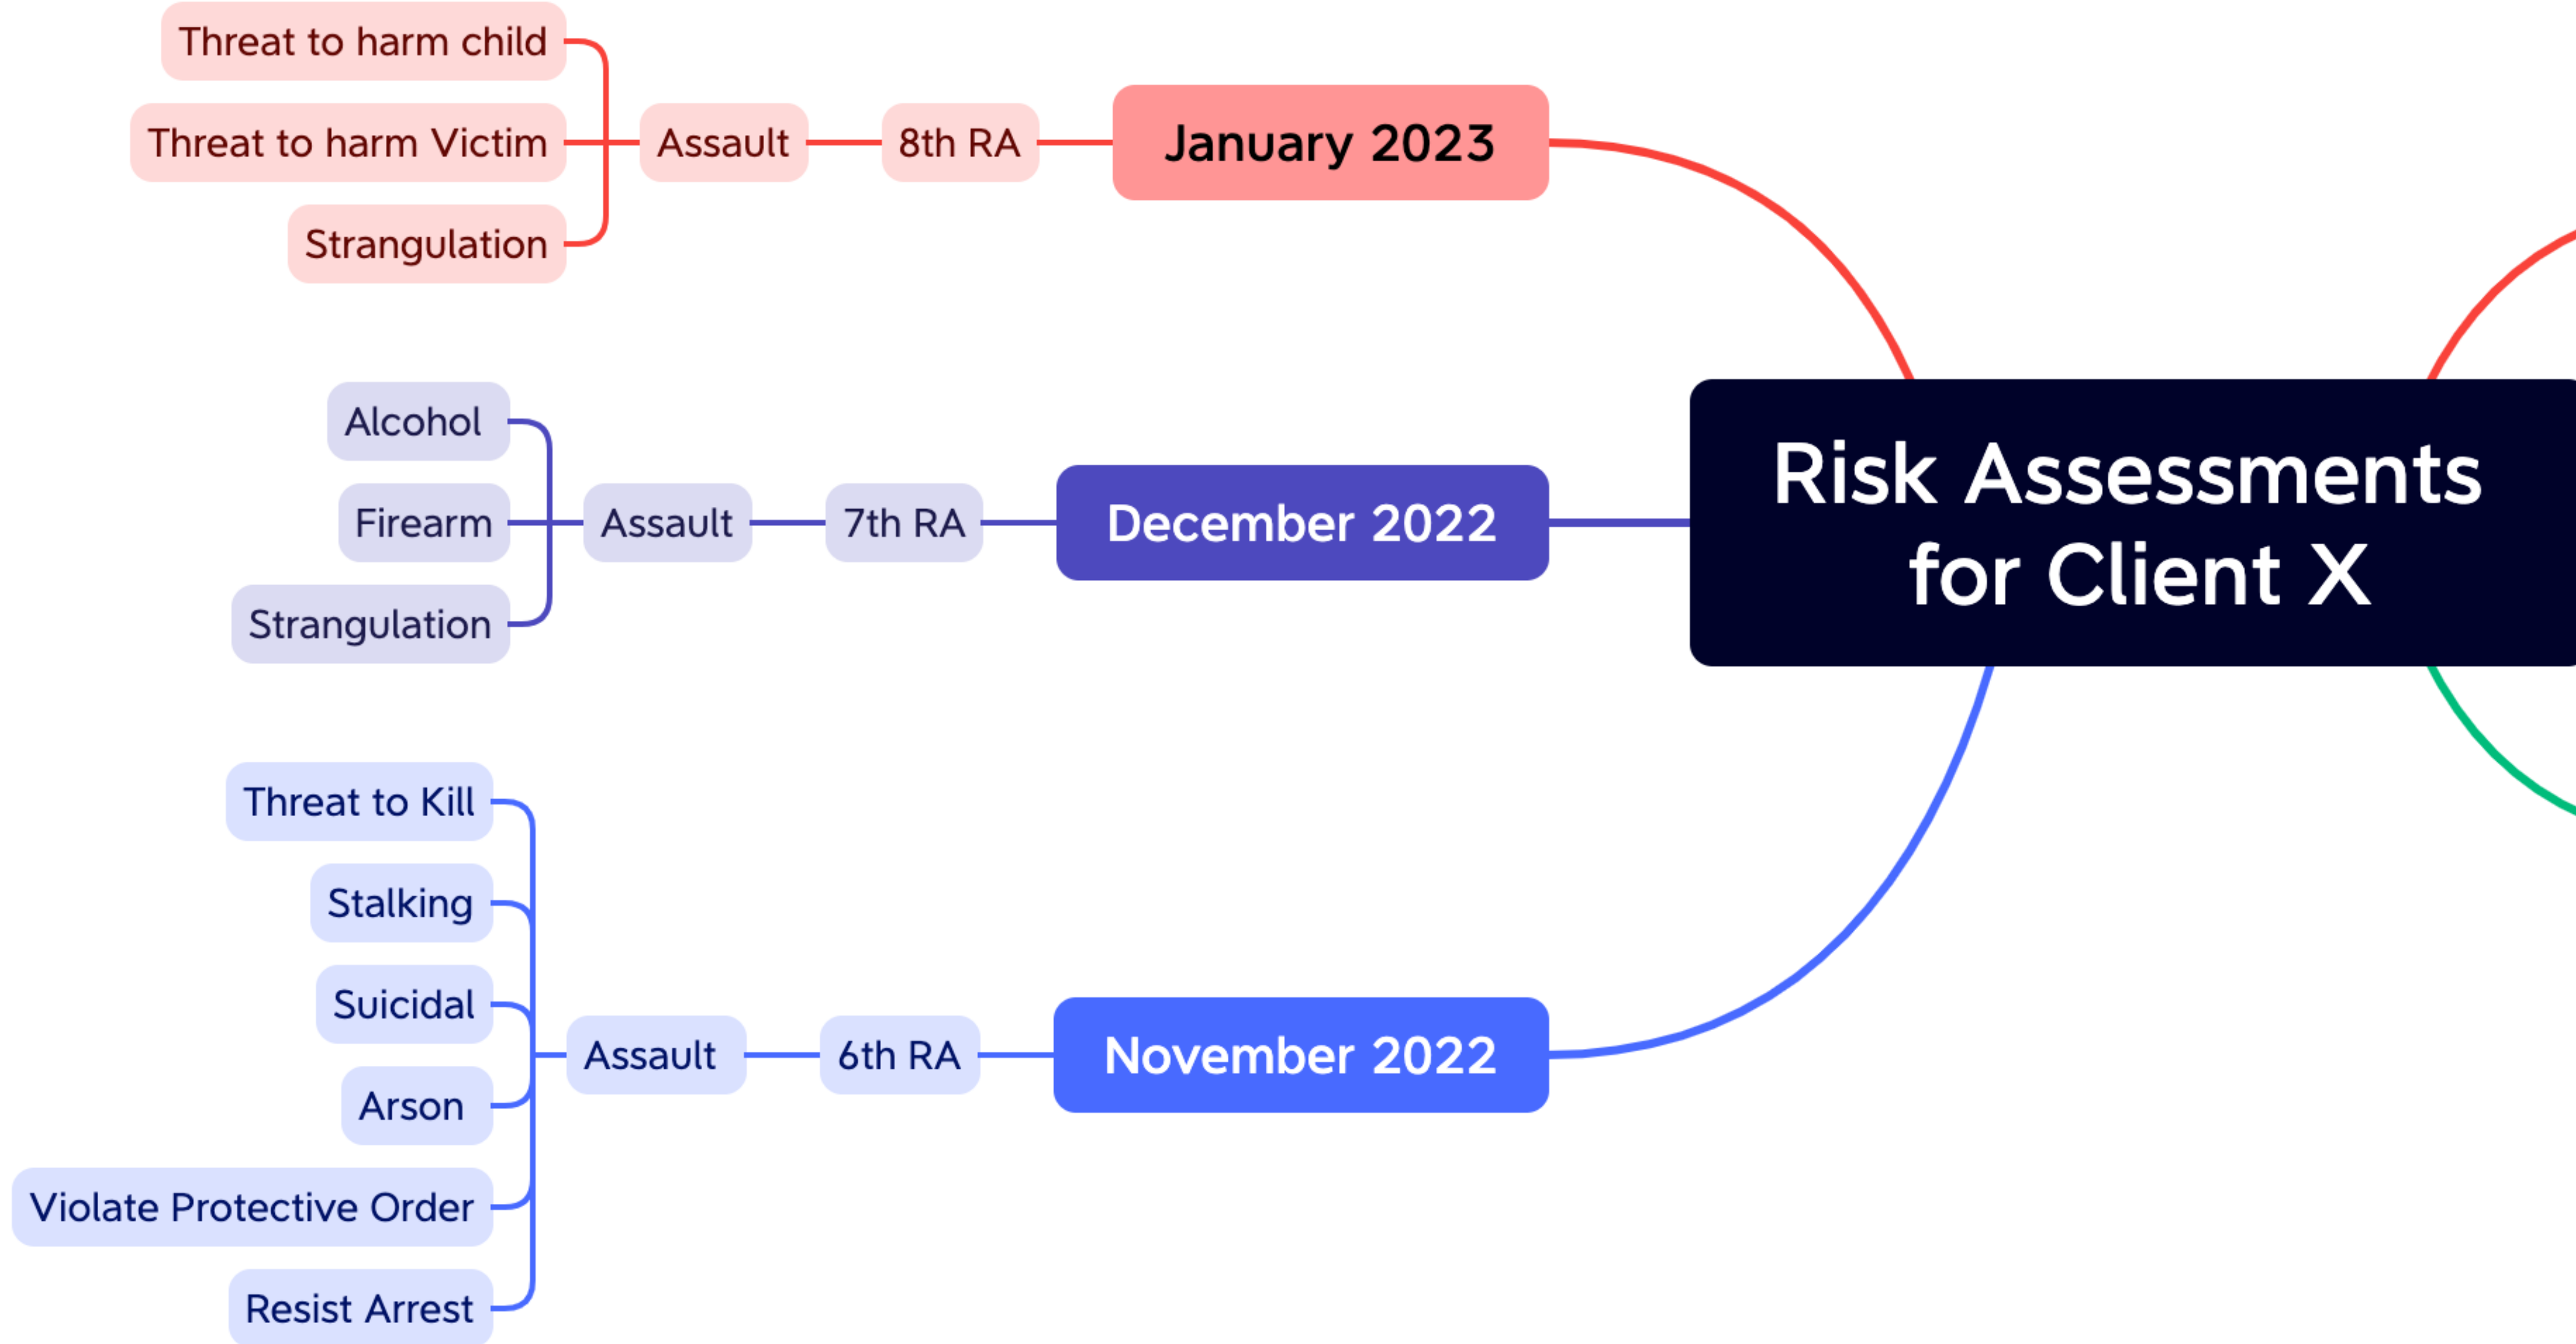 Threat to harm child
Threat to harm Victim
Strangulation
Assault
8th RA
January 2023
Alcohol
Firearm
Strangulation
Assault
7th RA
December 2022
Risk Assessments
for Client X
Threat to Kill
Stalking
Suicidal
Arson
Violate Protective Order
Resist Arrest
Assault
6th RA
November 2022